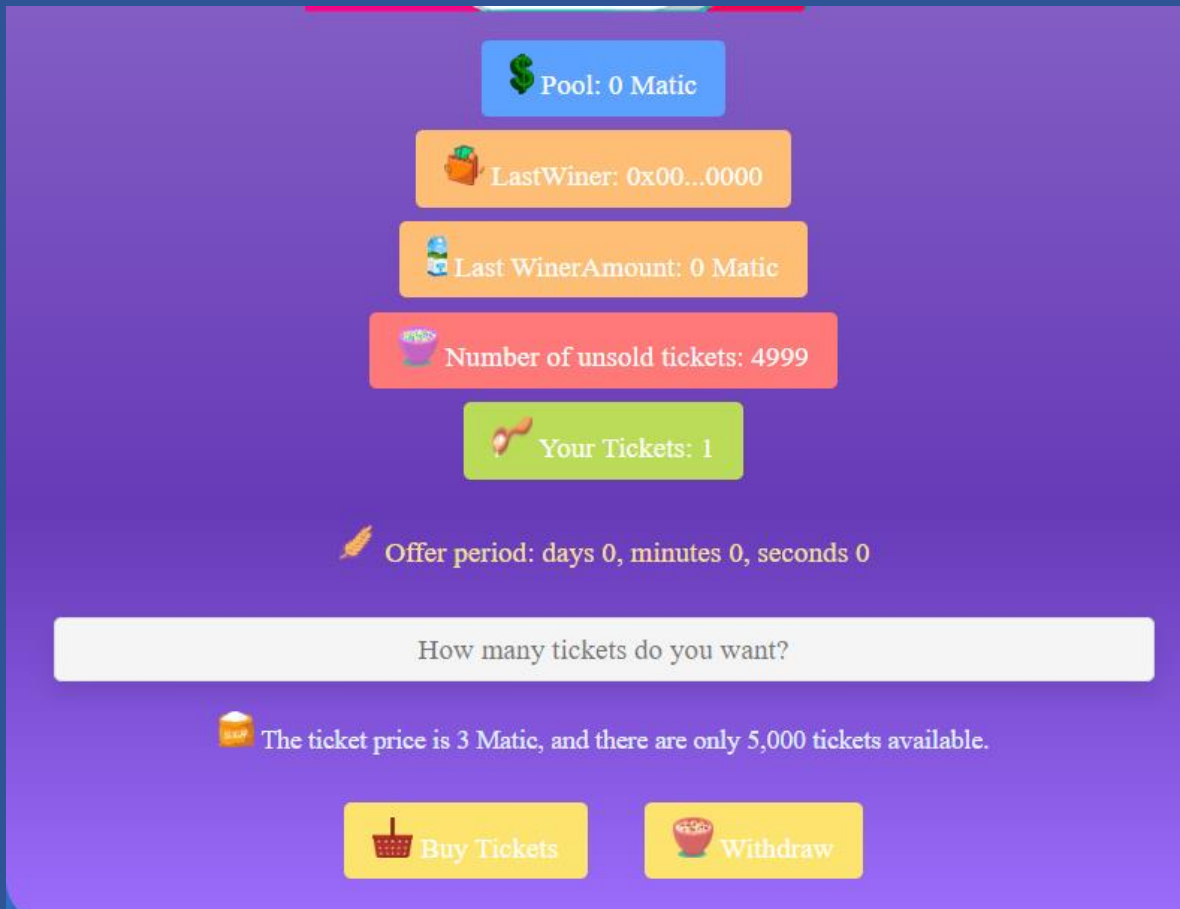 Pool: 0 Matic
LastWiner: 0x00...0000
Last WinerAmount: 0 Matic
Number of unsold tickets: 4999
Your Tickets: 1
Offer period: days 0, minutes 0, seconds 0
How many tickets do you want?
The ticket price is 3 Matic, and there are only 5,000 tickets available.
Buy Tickets
Withdraw